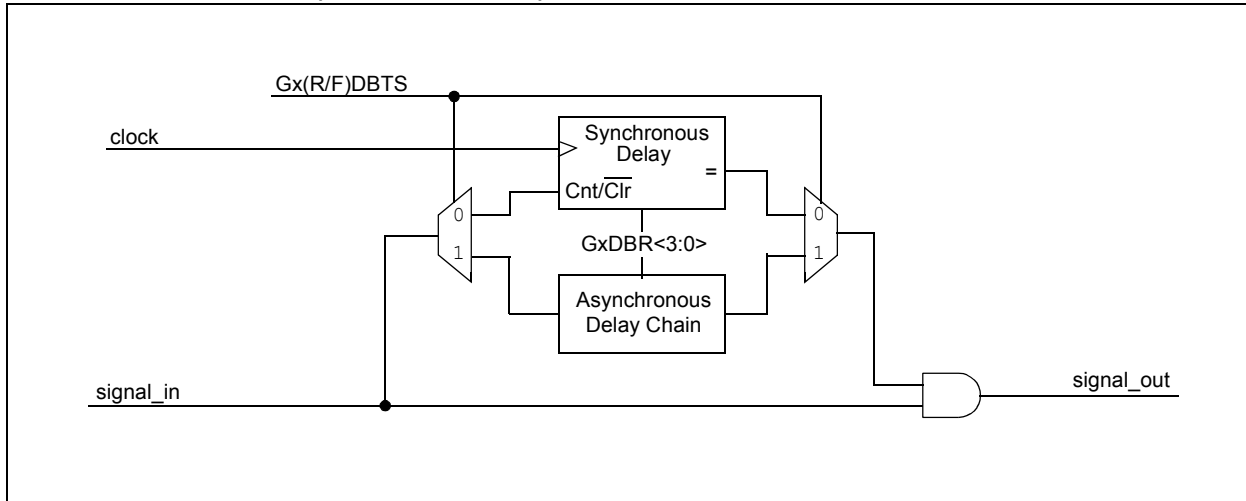 Gx(R/F)DBTS
clock
Synchronous
Delay
=
Cnt/Clr
0
1
GxDBR<3:0>
0
1
Asynchronous
Delay Chain
signal_in
signal_out